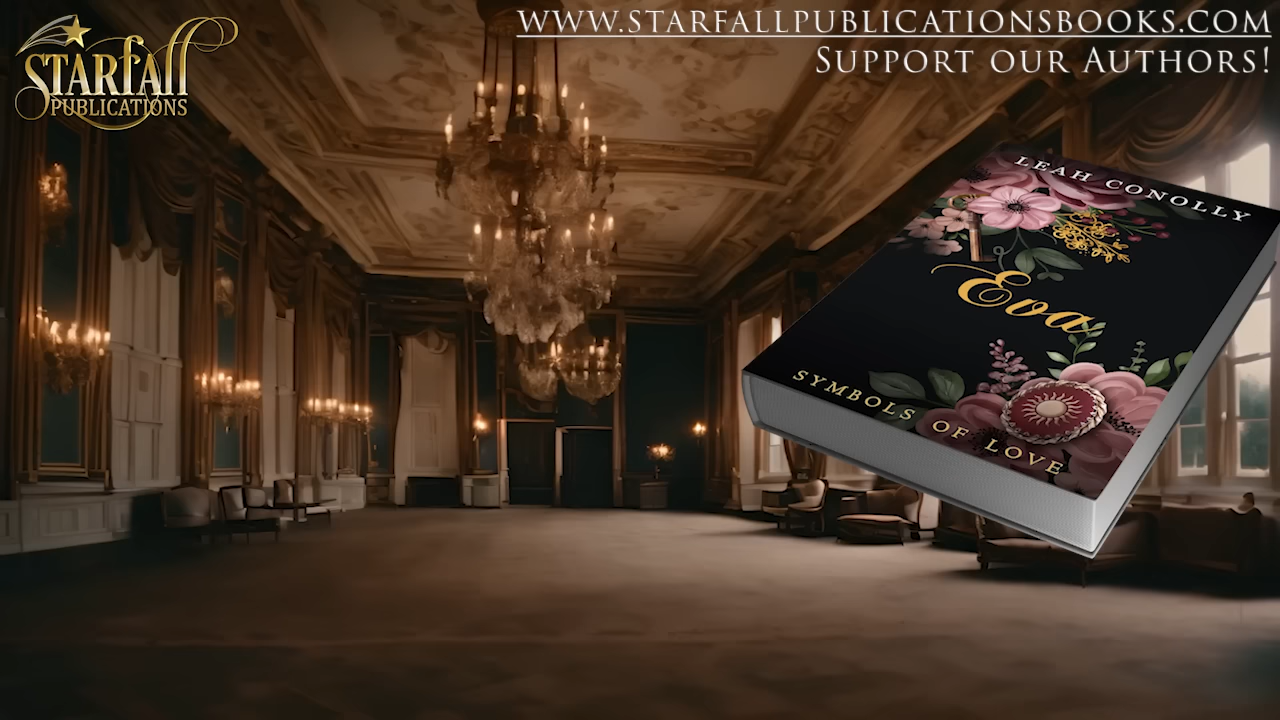 STARfall
PUBLICATIONS
WWW.STARFALLPUBLICATIONSBOOKS.COM
SUPPORT OUR AUTHORS!
LEAH CONOLLY
Eva
SYMBOLS OF LOVE